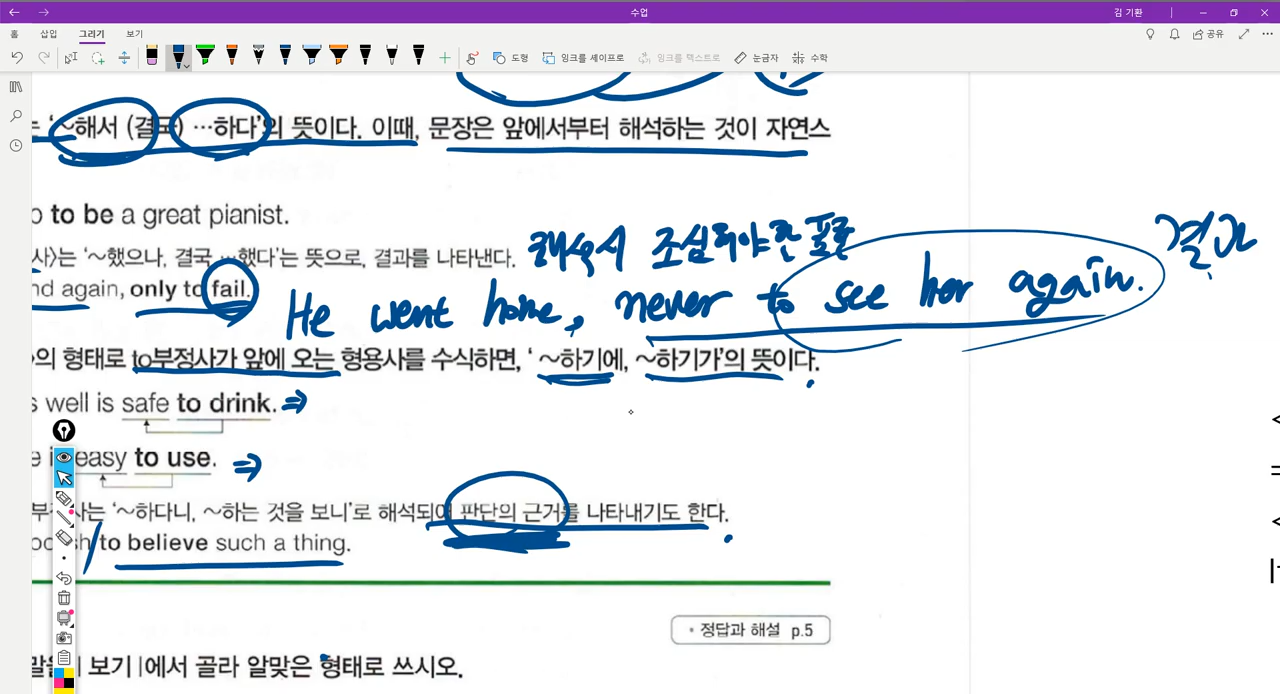 수업
김 기환
홈 삽입 그리기 보기
공유
도형 잉크를 셰이프로 잉크를 텍스트로 눈금자 수학
'~해서 (결국) …하다'의 뜻이다. 이때, 문장은 앞에서부터 해석하는 것이 자연스
to be a great pianist.
는 '~했으나, 결국 …했다'는 뜻으로, 결과를 나타낸다.
해석시 조심해야 할 표현
결과
again, only to fail.
He went home, never to see her again.
의 형태로 to부정사가 앞에 오는 형용사를 수식하면, '~하기에, ~하기가'의 뜻이다.
well is safe to drink. ⇒
easy to use. ⇒
는 '~하다니, ~하는 것을 보니'로 해석되며 판단의 근거를 나타내기도 한다.
to believe such a thing.
• 정답과 해설 p.5
보기 | 에서 골라 알맞은 형태로 쓰시오.